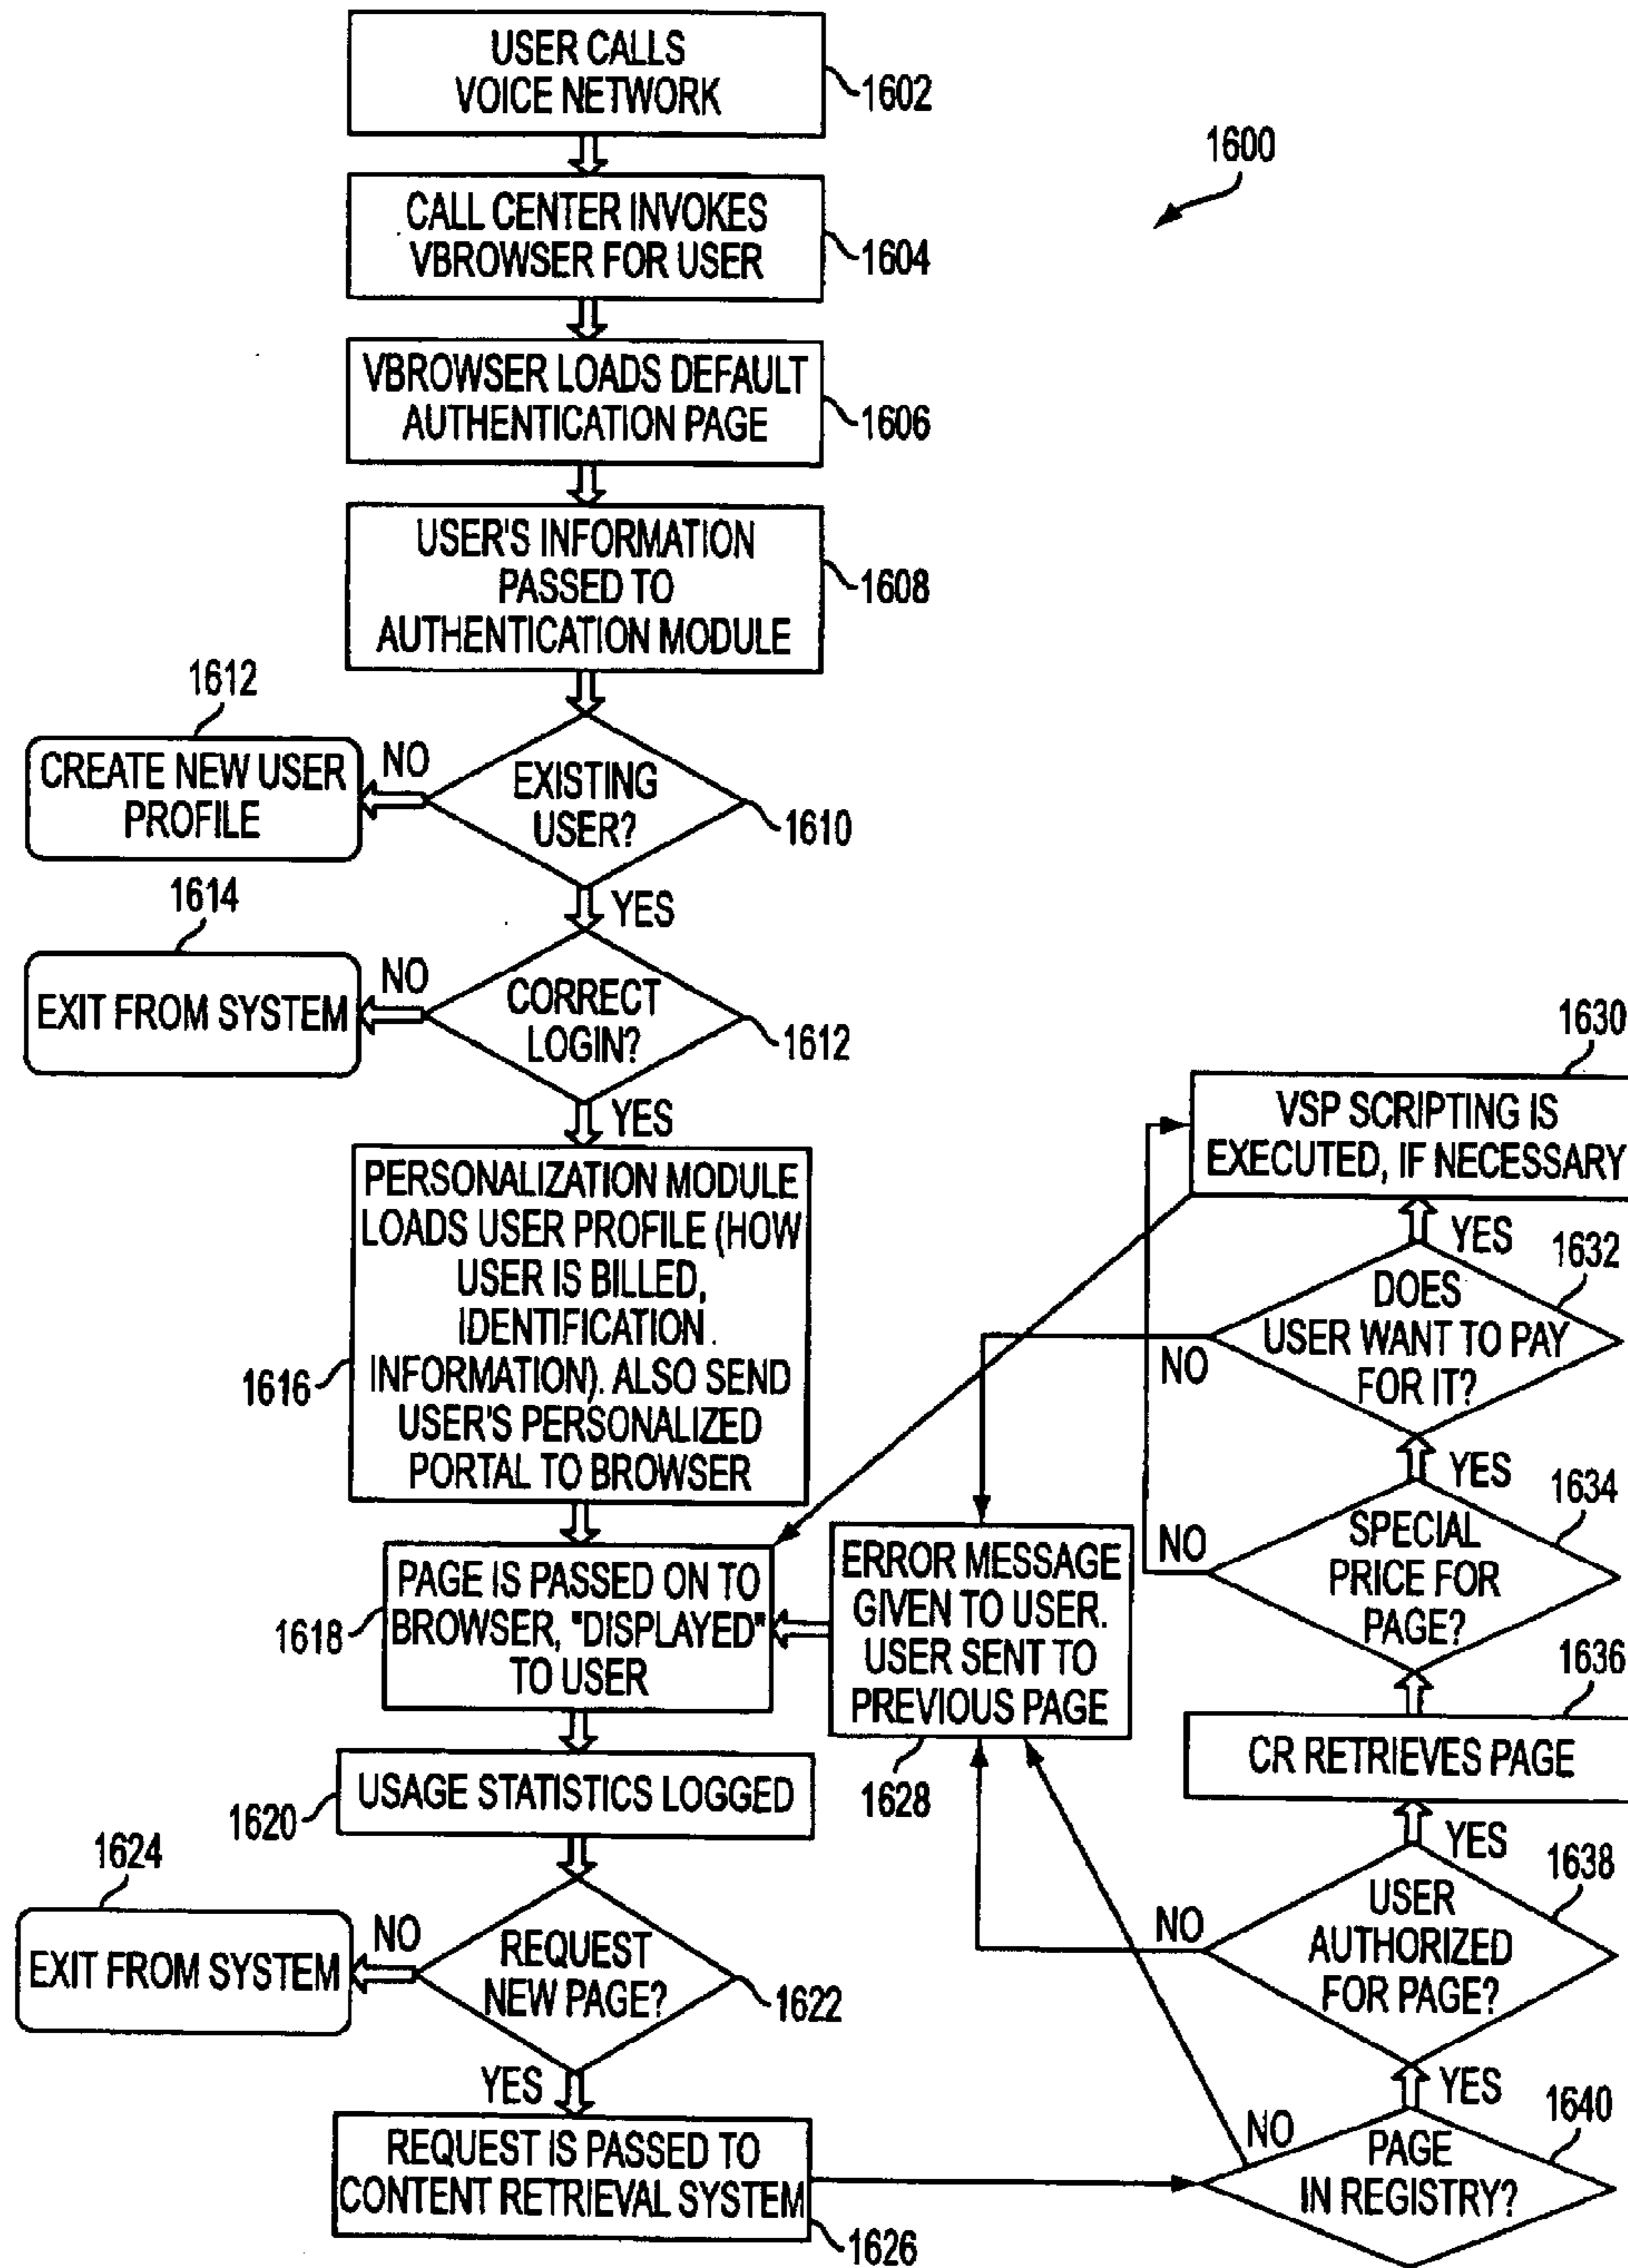 USER CALLS
VOICE NETWORK
1602
1600
CALL CENTER INVOKES
VBROWSER FOR USER
1604
VBROWSER LOADS DEFAULT
AUTHENTICATION PAGE
1606
USER'S INFORMATION
PASSED TO
AUTHENTICATION MODULE
1608
1612
CREATE NEW USER
PROFILE
NO
EXISTING
USER?
1610
YES
1614
EXIT FROM SYSTEM
NO
CORRECT
LOGIN?
1612
YES
PERSONALIZATION MODULE
LOADS USER PROFILE (HOW
USER IS BILLED,
IDENTIFICATION
INFORMATION). ALSO SEND
USER'S PERSONALIZED
PORTAL TO BROWSER
1616
PAGE IS PASSED ON TO
BROWSER, "DISPLAYED"
TO USER
1618
USAGE STATISTICS LOGGED
1620
1624
EXIT FROM SYSTEM
NO
REQUEST
NEW PAGE?
1622
YES
REQUEST IS PASSED TO
CONTENT RETRIEVAL SYSTEM
1626
ERROR MESSAGE
GIVEN TO USER.
USER SENT TO
PREVIOUS PAGE
1628
1630
VSP SCRIPTING IS
EXECUTED, IF NECESSARY
YES
1632
DOES
USER WANT TO PAY
FOR IT?
NO
YES
1634
SPECIAL
PRICE FOR
PAGE?
NO
1636
CR RETRIEVES PAGE
YES
1638
USER
AUTHORIZED
FOR PAGE?
NO
YES
1640
PAGE
IN REGISTRY?
NO